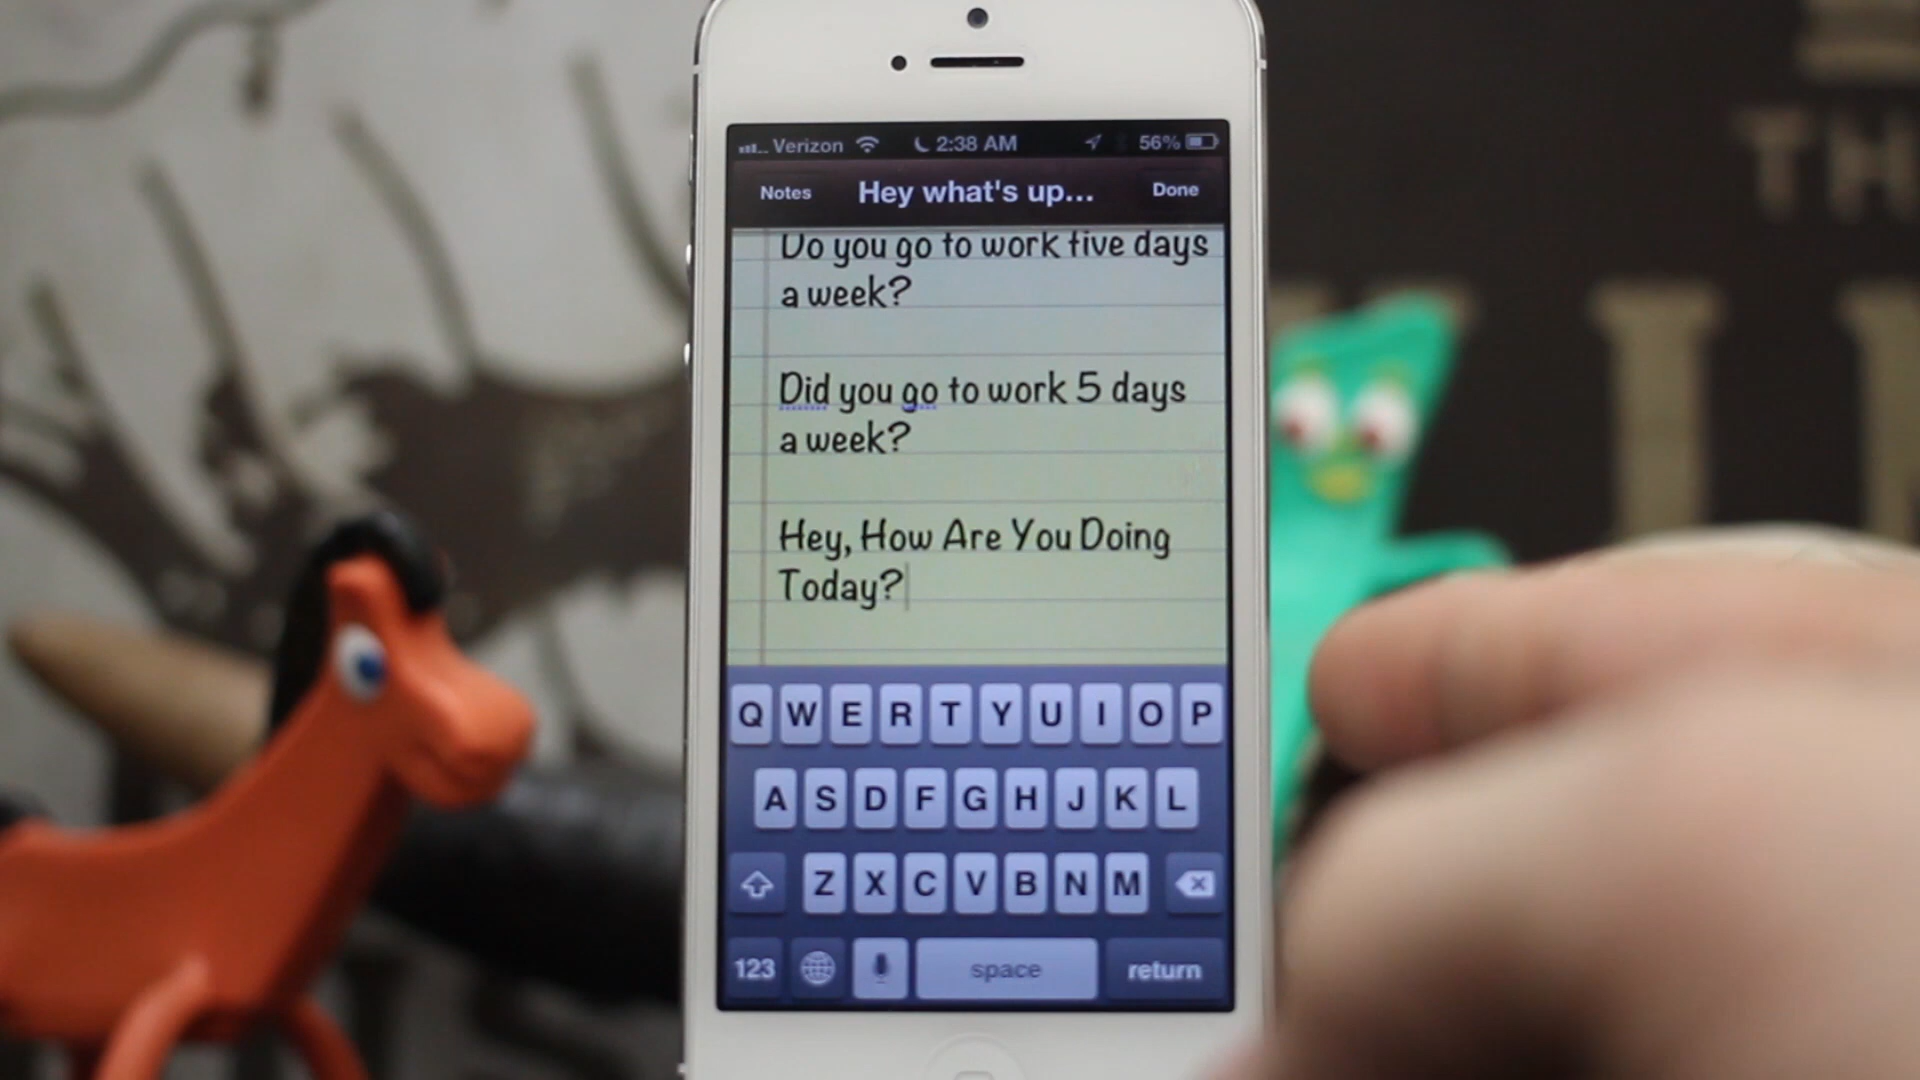 Verizon 2:38 AM 56%
Notes Hey what's up... Done
Do you go to work five days
a week?
Did you go to work 5 days
a week?
Hey, How Are You Doing
Today?
Q W E R T Y U I O P
A S D F G H J K L
Z X C V B N M
123 space return
TH